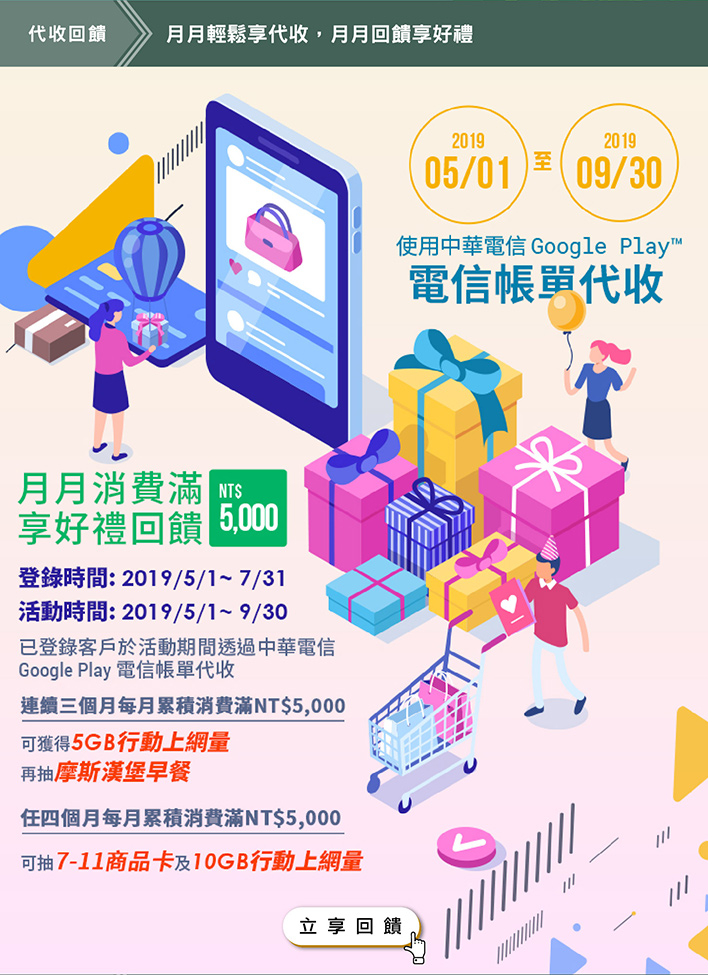 代收回饋
月月輕鬆享代收，月月回饋享好禮
2019
05/01
至
2019
09/30
使用中華電信Google Play™
電信帳單代收
月月消費滿
享好禮回饋
NT$
5,000
登錄時間: 2019/5/1~ 7/31
活動時間: 2019/5/1~ 9/30
已登錄客戶於活動期間透過中華電信
Google Play 電信帳單代收
連續三個月每月累積消費滿NT$5,000
可獲得5GB行動上網量
再抽摩斯漢堡早餐
任四個月每月累積消費滿NT$5,000
可抽7-11商品卡及10GB行動上網量
立享回饋